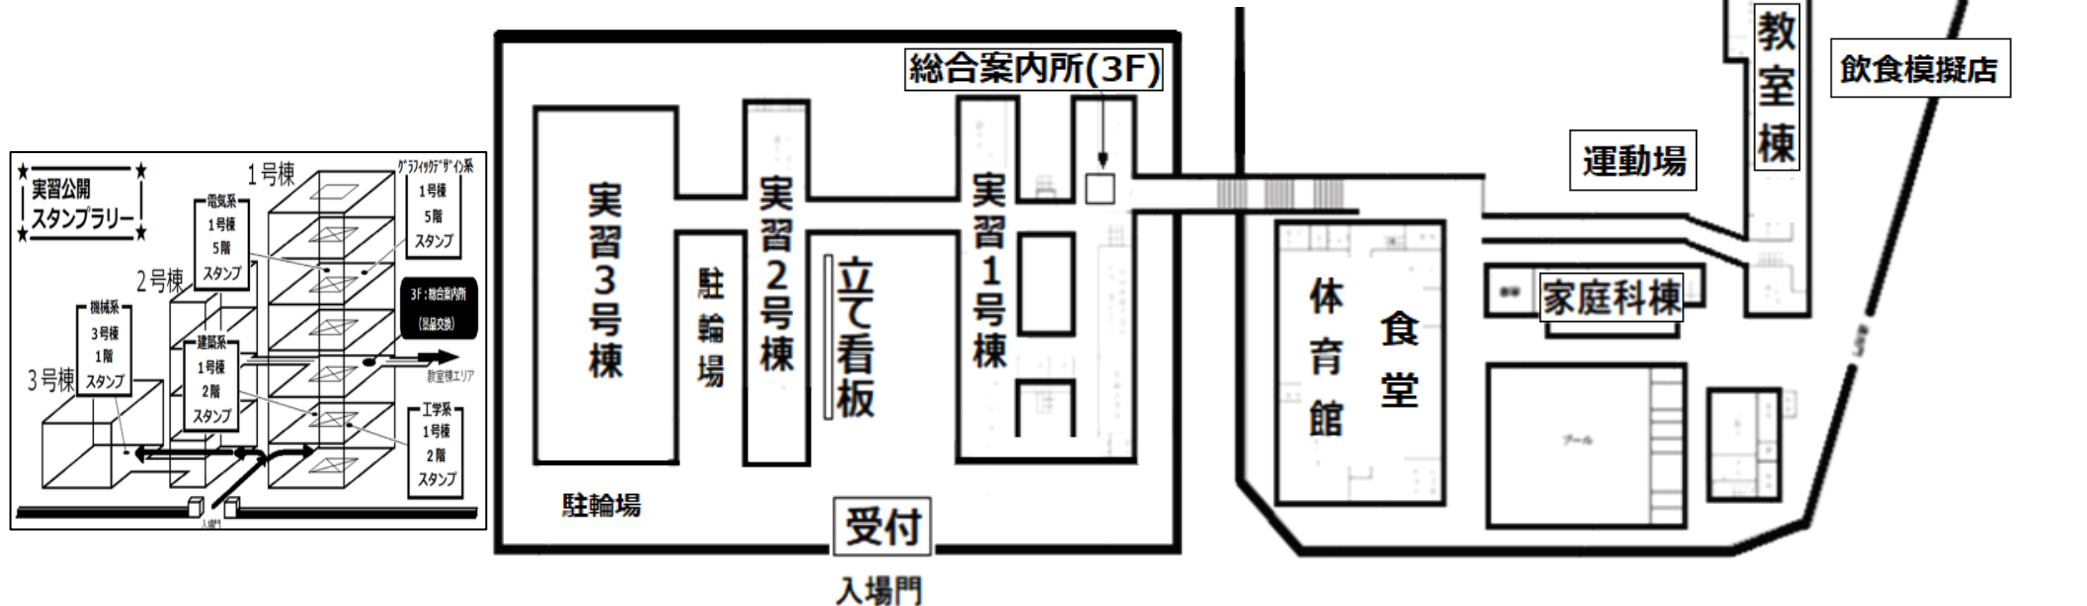 実習公開
スタンプラリー
1号棟
グラフィックデザイン系
1号棟
5階
スタンプ
電気系
1号棟
5階
スタンプ
2号棟
3F:総合案内所
(景品交換)
教室棟エリア
機械系
3号棟
1階
スタンプ
建築系
1号棟
2階
スタンプ
3号棟
工学系
1号棟
2階
スタンプ
入場門
総合案内所(3F)
実習3号棟
駐輪場
実習2号棟
立て看板
実習1号棟
駐輪場
受付
入場門
体育館
食堂
運動場
教室棟
飲食模擬店
家庭科棟
プール